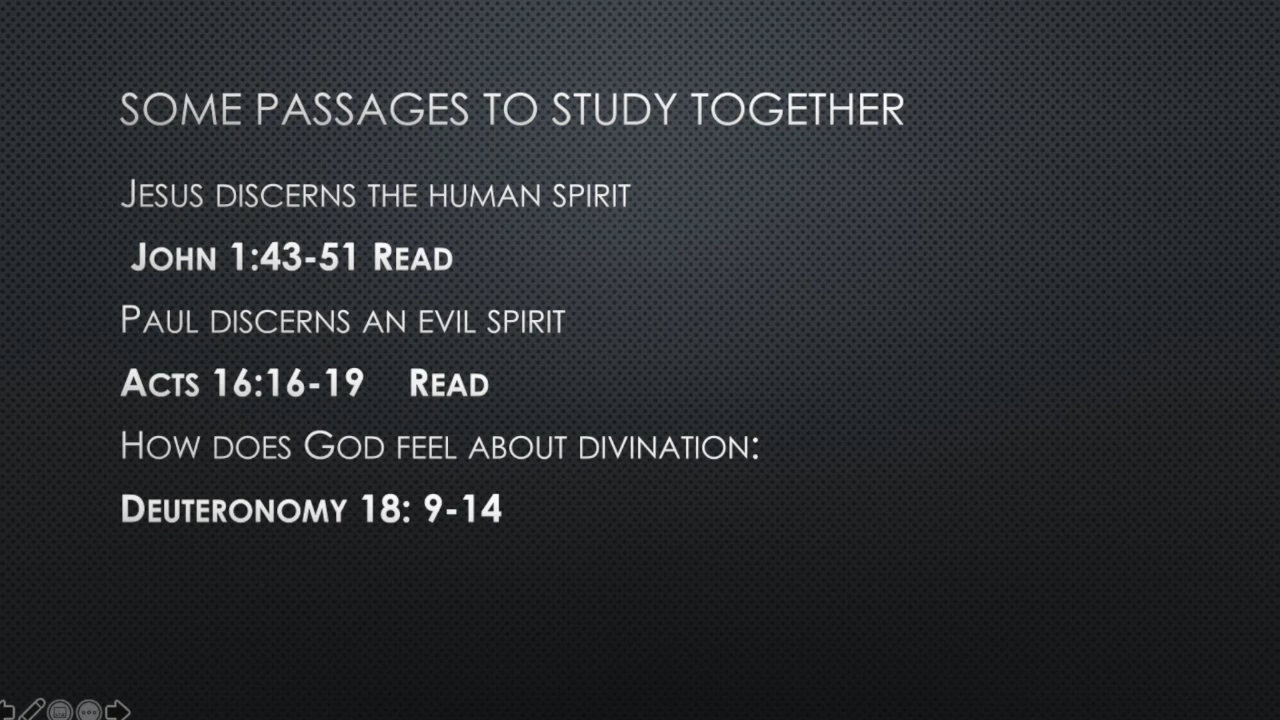 SOME PASSAGES TO STUDY TOGETHER
JESUS DISCERNS THE HUMAN SPIRIT
JOHN 1:43-51 READ
PAUL DISCERNS AN EVIL SPIRIT
ACTS 16:16-19 READ
HOW DOES GOD FEEL ABOUT DIVINATION:
DEUTERONOMY 18: 9-14